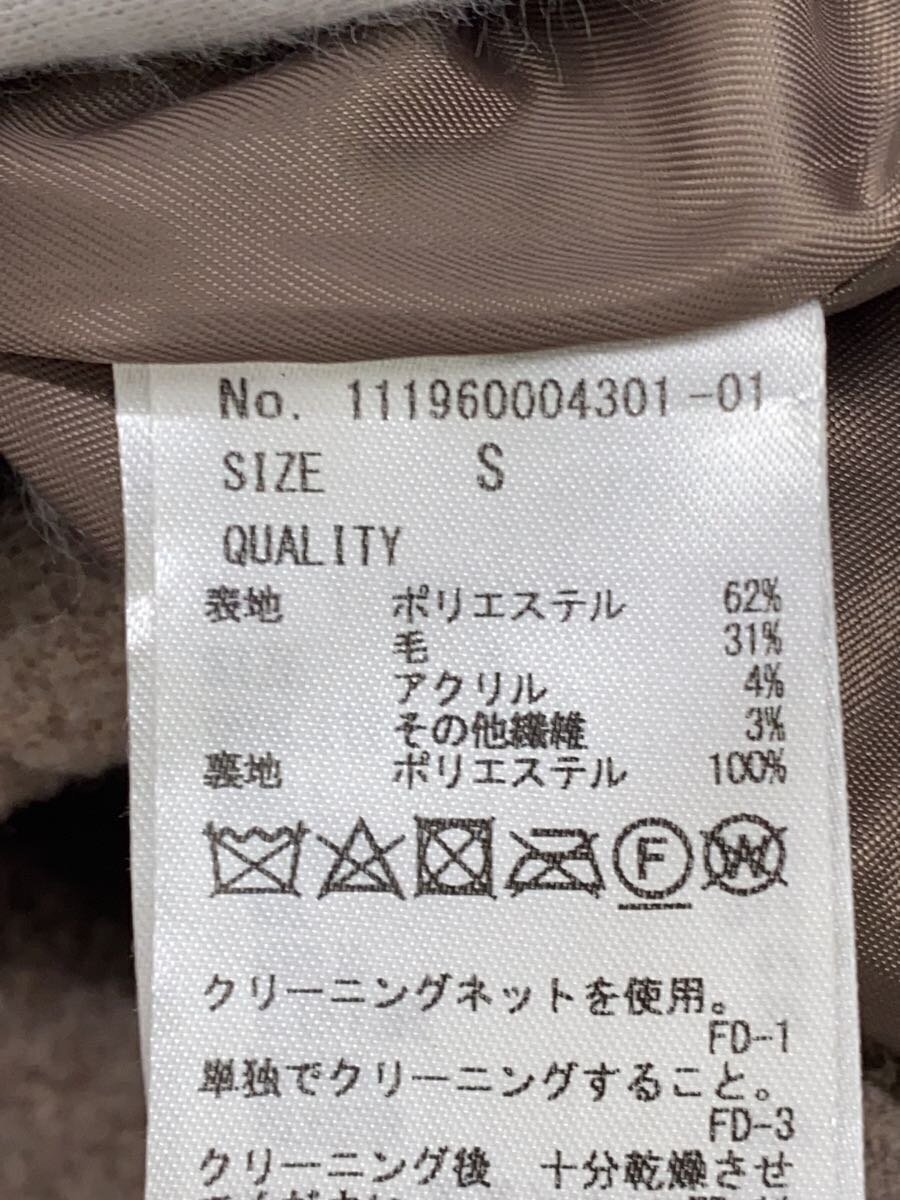 No. 111960004301-01
SIZE S
QUALITY
表地 ポリエステル 62%
毛 31%
アクリル 4%
その他繊維 3%
裏地 ポリエステル 100%
F W
クリーニングネットを使用。
FD-1
単独でクリーニングすること。
FD-3
クリーニング後 十分乾燥させ